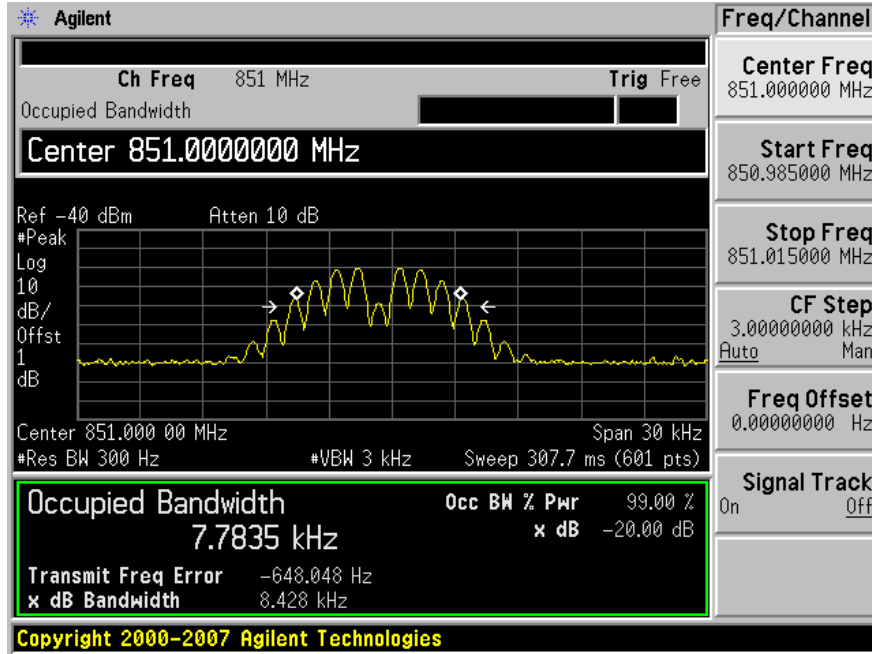 Agilent
Freq/Channel
Ch Freq 851 MHz Trig Free
Occupied Bandwidth
Center 851.0000000 MHz
Ref -40 dBm Atten 10 dB
#Peak
Log
10
dB/
Offst
1
dB
Center 851.000 00 MHz Span 30 kHz
#Res BW 300 Hz #VBW 3 kHz Sweep 307.7 ms (601 pts)
Occupied Bandwidth
7.7835 kHz
Occ BW % Pwr 99.00 %
x dB -20.00 dB
Transmit Freq Error -648.048 Hz
x dB Bandwidth 8.428 kHz
Center Freq
851.000000 MHz
Start Freq
850.985000 MHz
Stop Freq
851.015000 MHz
CF Step
3.00000000 kHz
Auto Man
Freq Offset
0.00000000 Hz
Signal Track
On Off
Copyright 2000-2007 Agilent Technologies